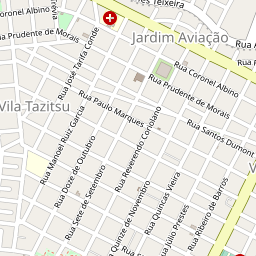 Coronel Albino
Teixeira
Rua Prudente de Morais
Jardim Aviação
Rua José Tarifa Conde
Rua Coronel Albino
Rua Prudente de Morais
Vila Tazitsu
Rua Paulo Marques
Rua Santos Dumont
Rua Manoel Ruiz Garcia
Rua Reverendo Coriolano
Rua Doze de Outubro
Rua Sete de Setembro
Rua Quinze de Novembro
Rua Quincas Vieira
Rua Júlio Prestes
Rua Ribeiro de Barros
V